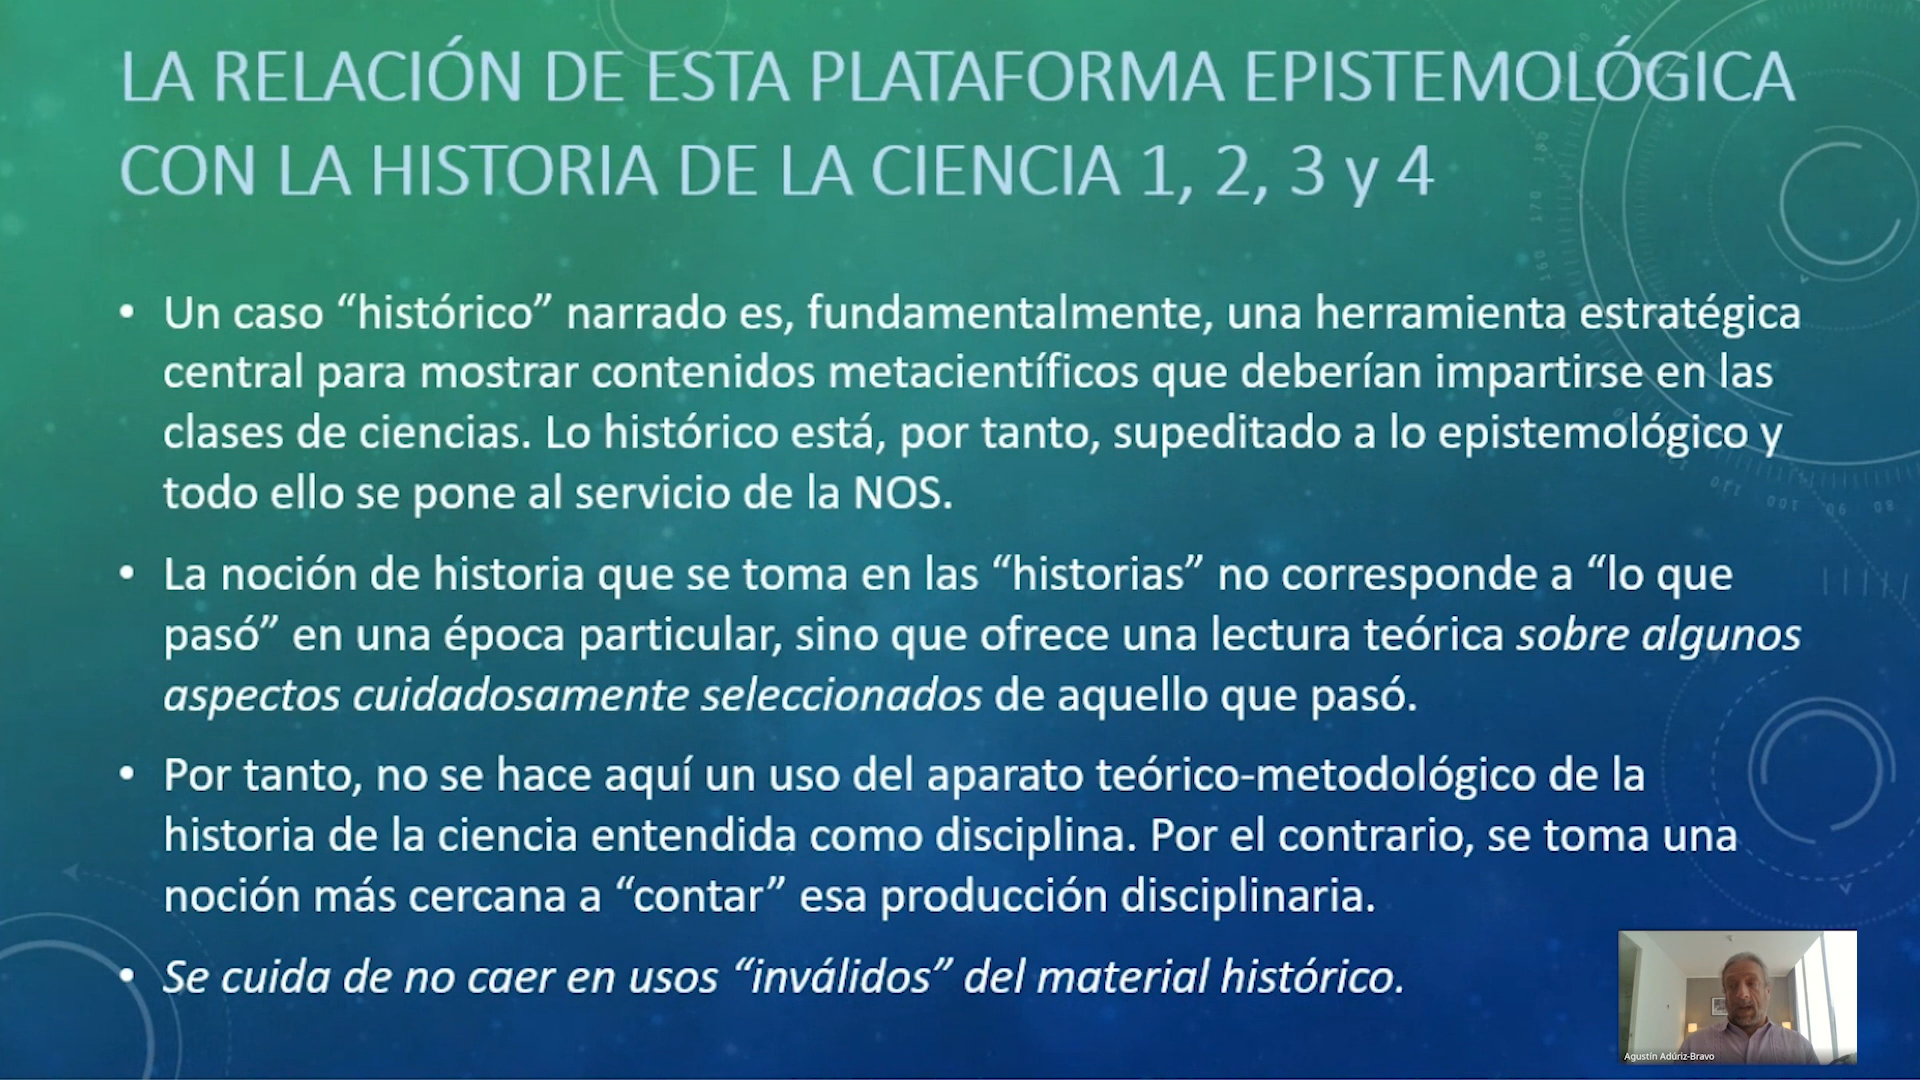 LA RELACIÓN DE ESTA PLATAFORMA EPISTEMOLÓGICA
CON LA HISTORIA DE LA CIENCIA 1, 2, 3 y 4
• Un caso “histórico” narrado es, fundamentalmente, una herramienta estratégica
central para mostrar contenidos metacientíficos que deberían impartirse en las
clases de ciencias. Lo histórico está, por tanto, supeditado a lo epistemológico y
todo ello se pone al servicio de la NOS.
• La noción de historia que se toma en las “historias” no corresponde a “lo que
pasó” en una época particular, sino que ofrece una lectura teórica sobre algunos
aspectos cuidadosamente seleccionados de aquello que pasó.
• Por tanto, no se hace aquí un uso del aparato teórico-metodológico de la
historia de la ciencia entendida como disciplina. Por el contrario, se toma una
noción más cercana a “contar” esa producción disciplinaria.
• Se cuida de no caer en usos “inválidos” del material histórico.
Agustín Adúriz-Bravo